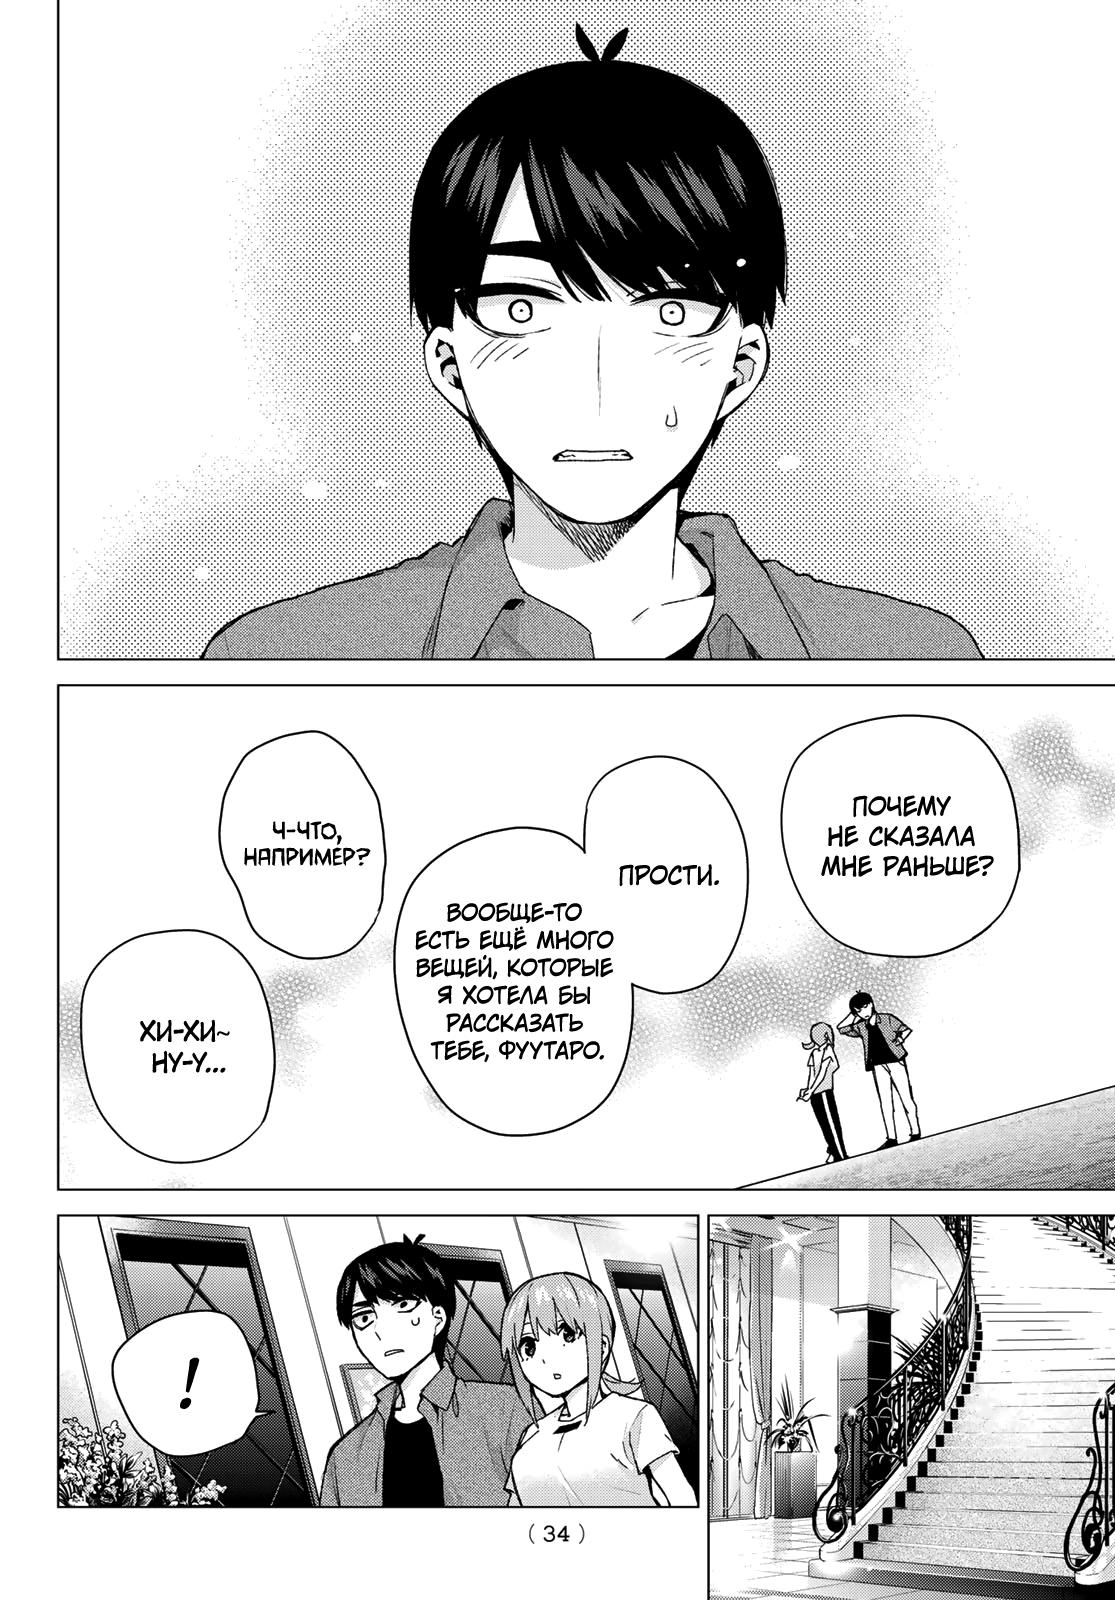 ПОЧЕМУ
НЕ СКАЗАЛА
МНЕ РАНЬШЕ?
ПРОСТИ.
ВООБЩЕ-ТО
ЕСТЬ ЕЩЁ МНОГО
ВЕЩЕЙ, КОТОРЫЕ
Я ХОТЕЛА БЫ
РАССКАЗАТЬ
ТЕБЕ, ФУУТАРО.
Ч-ЧТО,
НАПРИМЕР?
ХИ-ХИ~
НУ-У...
!
( 34 )